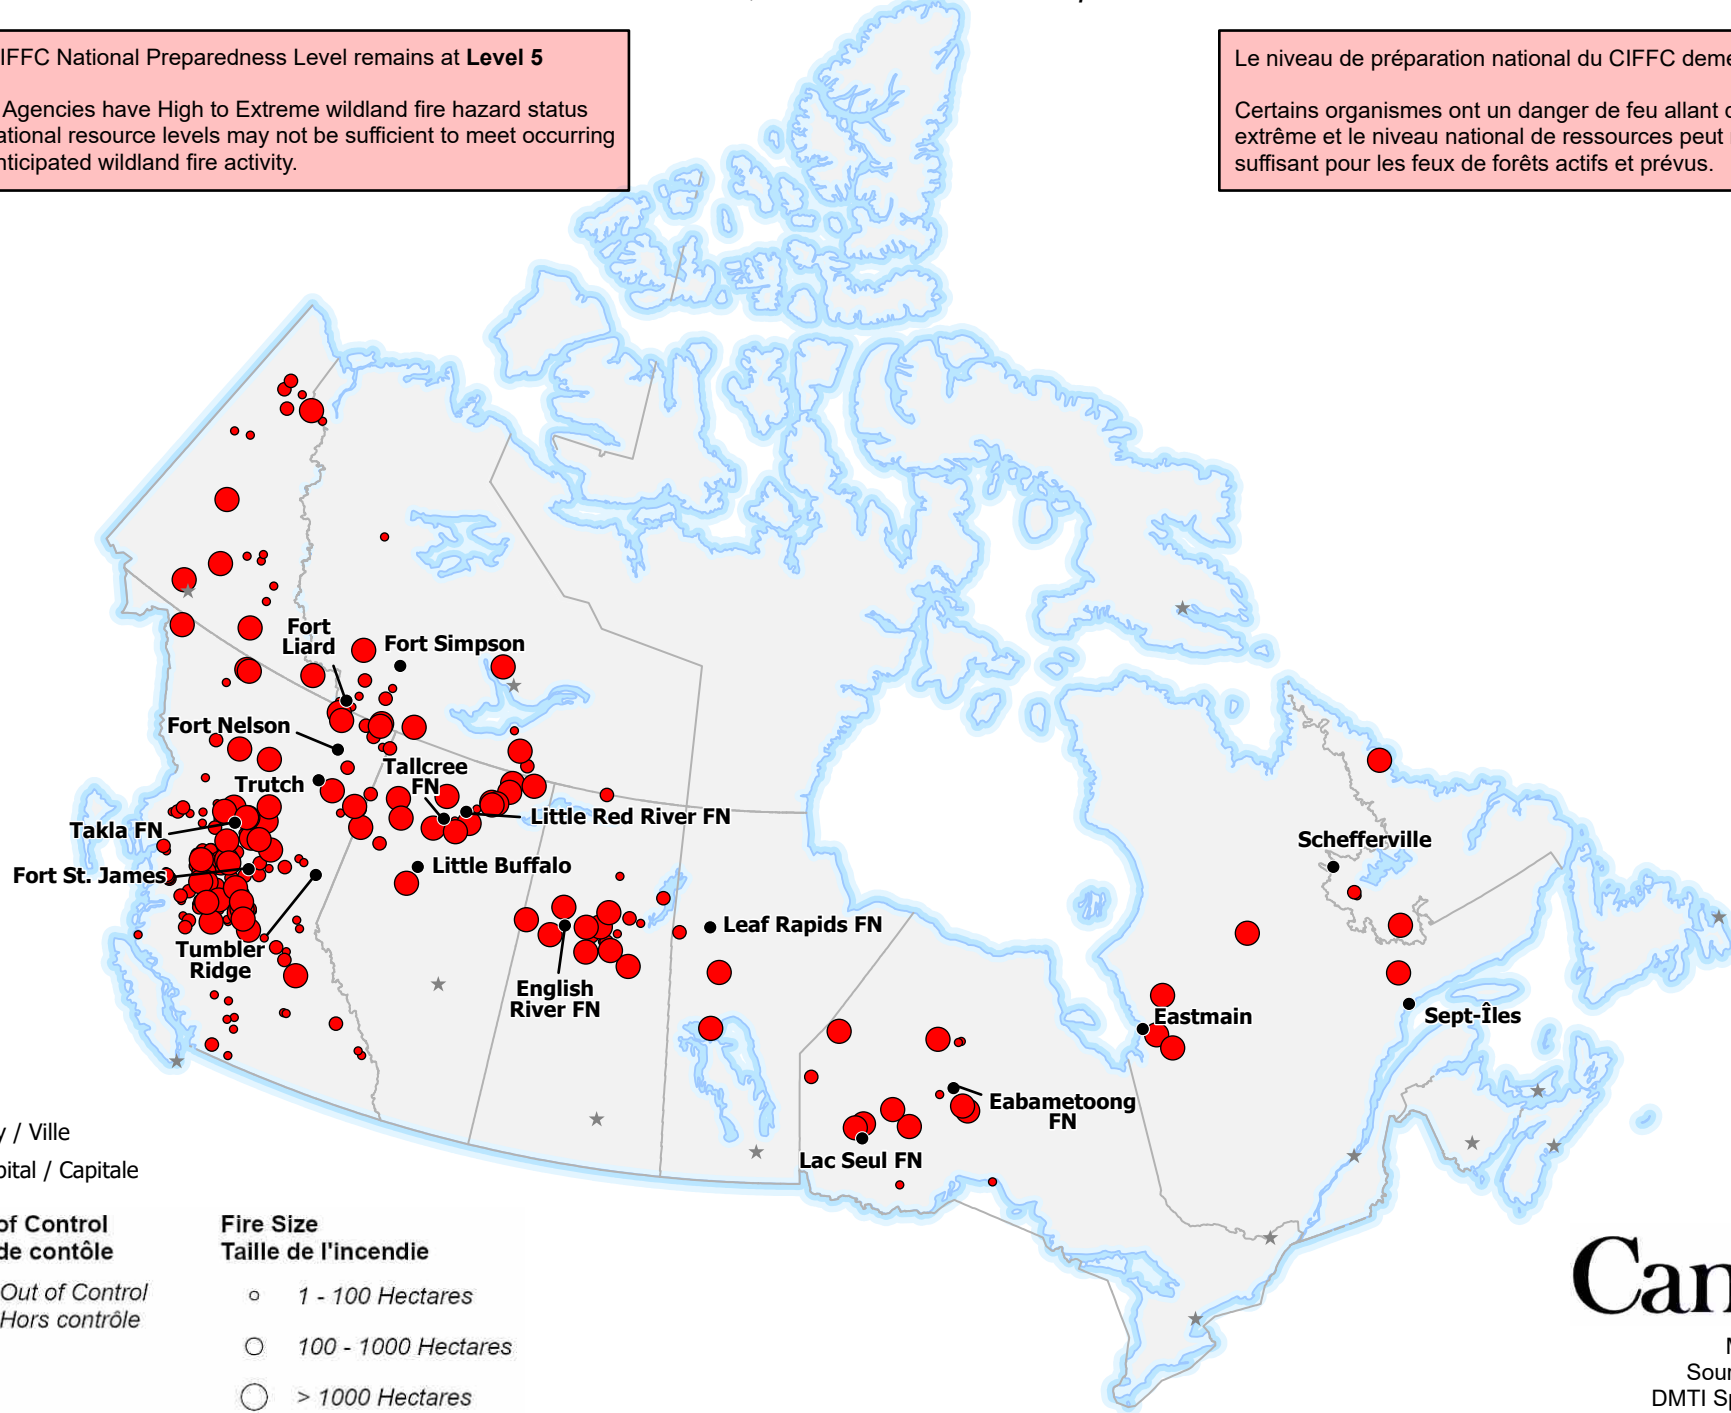 IFFC National Preparedness Level remains at Level 5
Agencies have High to Extreme wildland fire hazard status
ational resource levels may not be sufficient to meet occurring
nticipated wildland fire activity.
Le niveau de préparation national du CIFFC deme
Certains organismes ont un danger de feu allant
extrême et le niveau national de ressources peut
suffisant pour les feux de forêts actifs et prévus.
Fort
Liard
Fort Simpson
Fort Nelson
Tallcree
FN
Trutch
Little Red River FN
Takla FN
Fort St. James
Little Buffalo
Tumbler
Ridge
English
River FN
Leaf Rapids FN
Schefferville
Eastmain
Sept-Îles
Eabametoong
FN
Lac Seul FN
y / Ville
pital / Capitale
of Control
de contôle
Out of Control
Hors contrôle
Fire Size
Taille de l'incendie
1 - 100 Hectares
100 - 1000 Hectares
> 1000 Hectares
Can
Sour
DMTI Sp